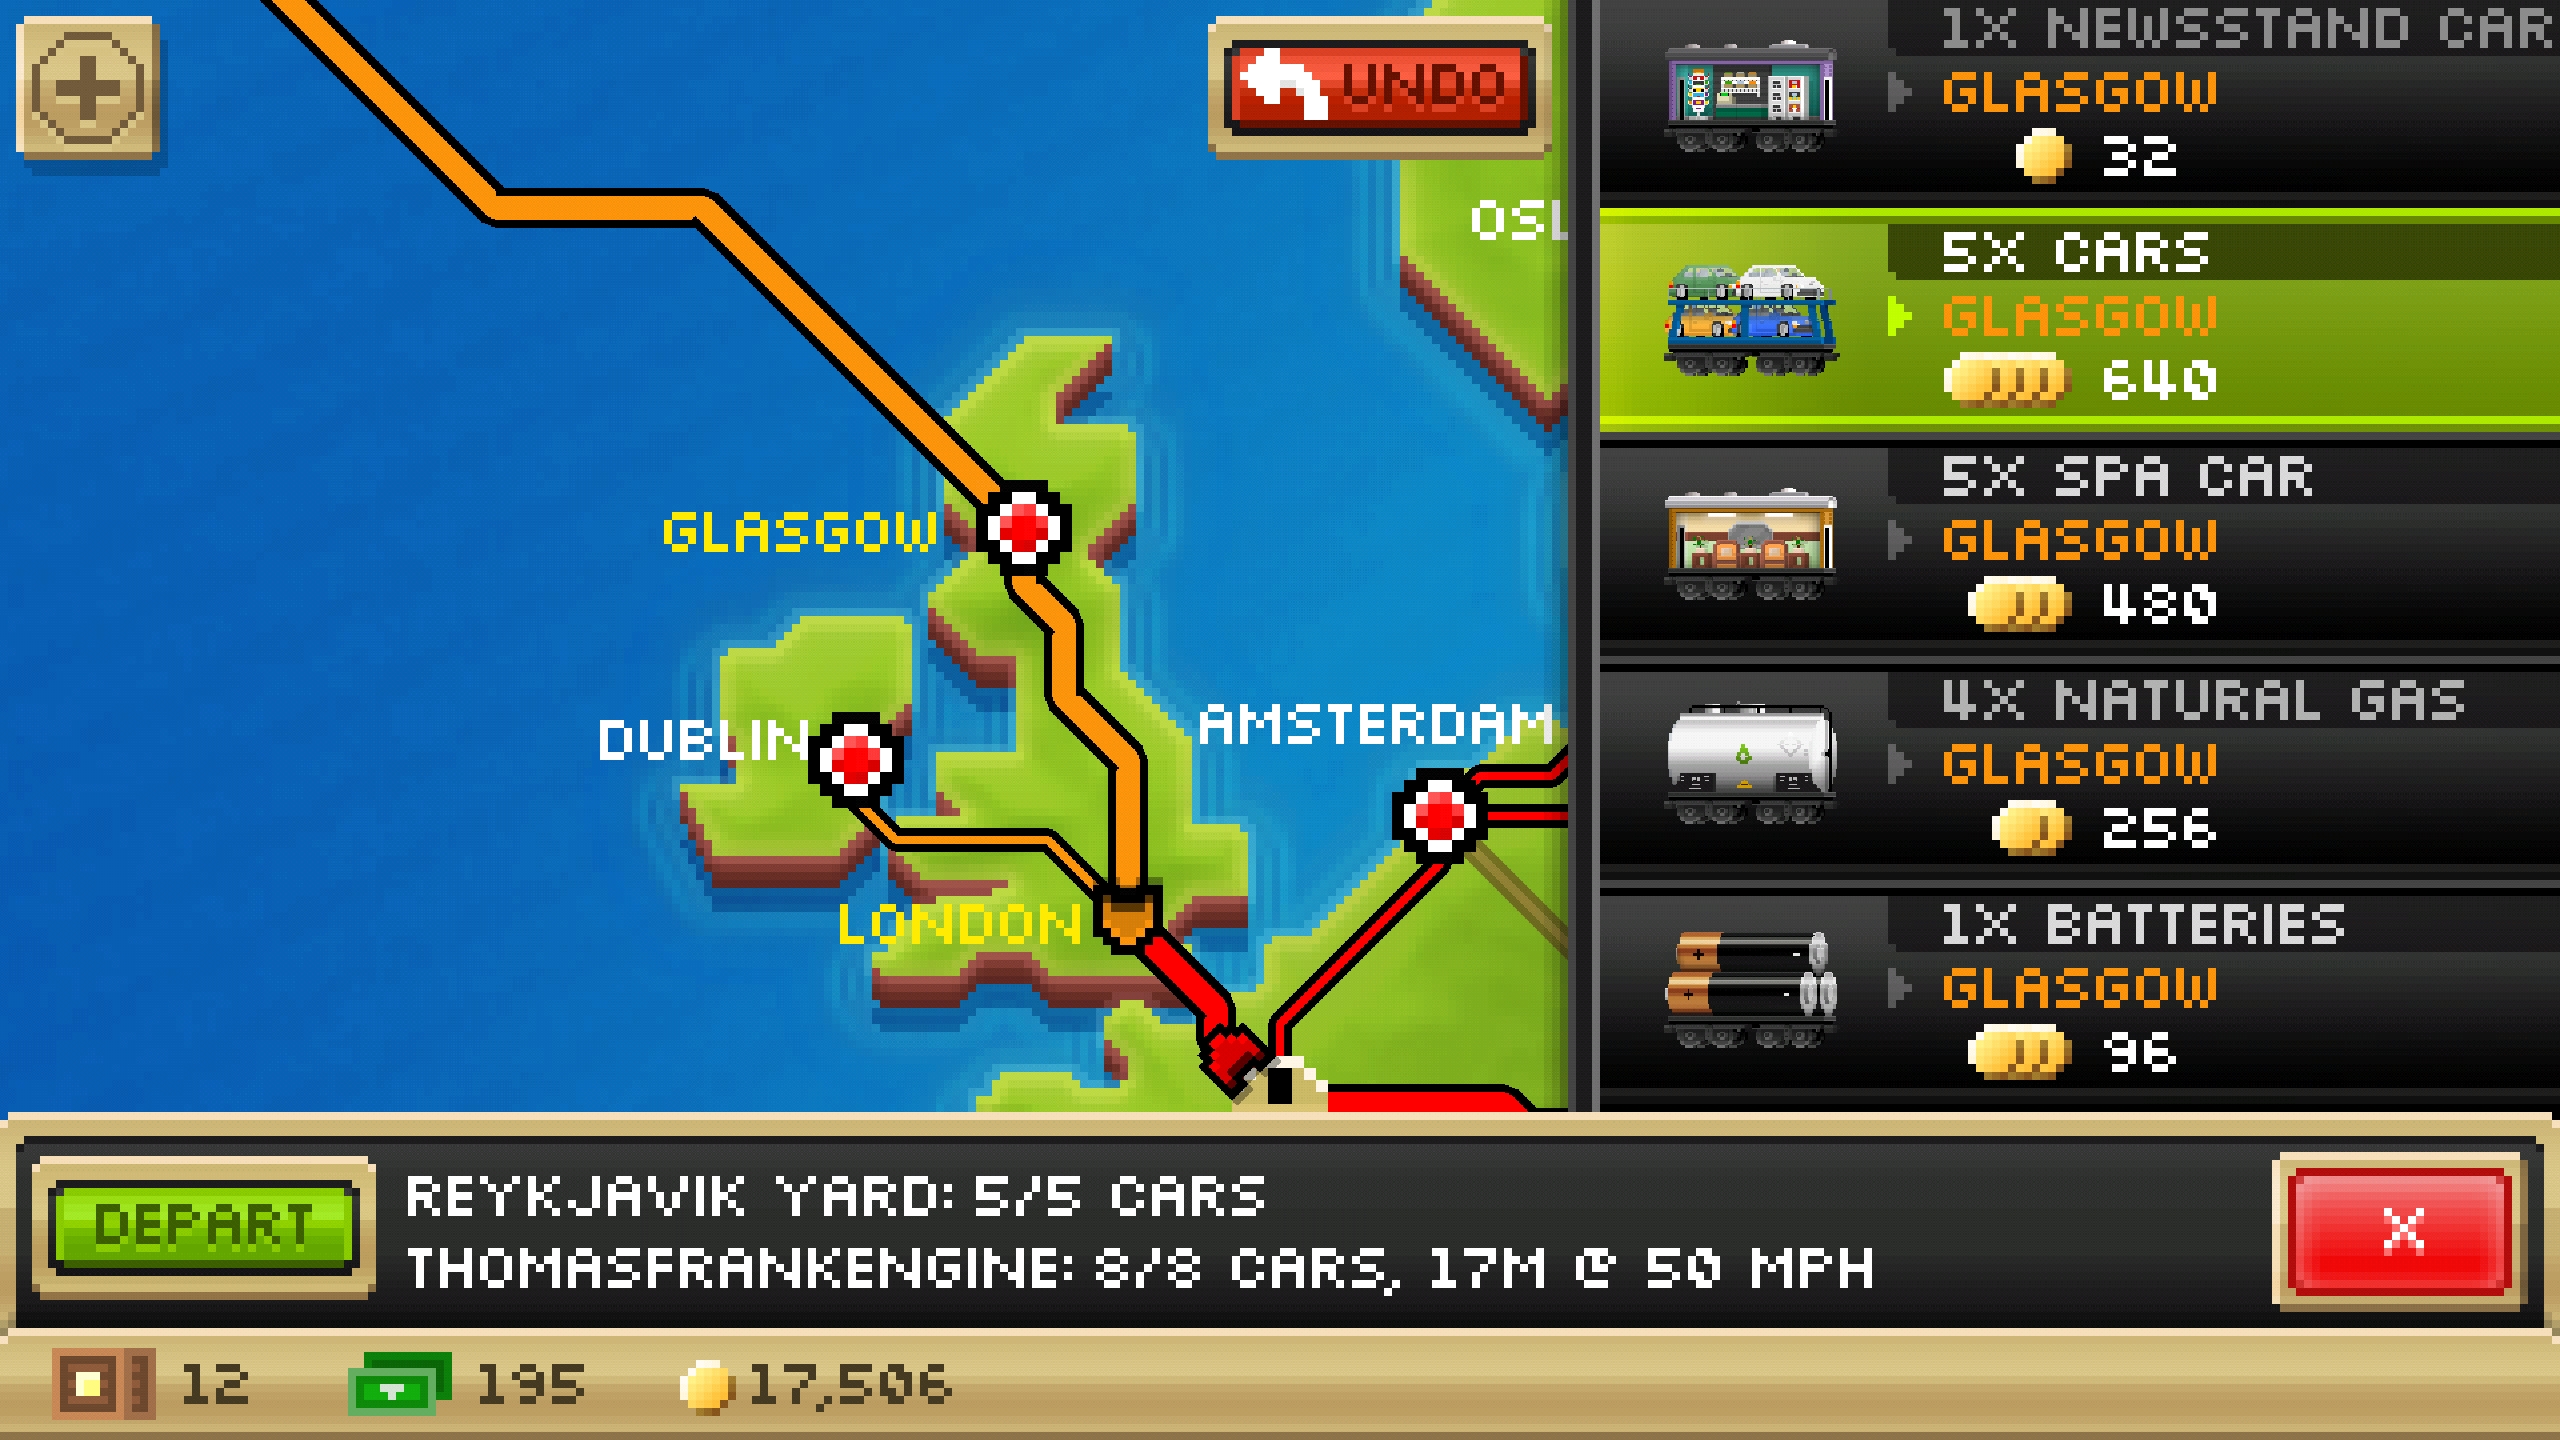 UNDO
OSL
GLASGOW
DUBLIN
AMSTERDAM
LONDON
1X NEWSSTAND CAR
GLASGOW
32
5X CARS
GLASGOW
640
5X SPA CAR
GLASGOW
480
4X NATURAL GAS
GLASGOW
256
1X BATTERIES
GLASGOW
96
DEPART
REYKJAVIK YARD: 5/5 CARS
THOMASFRANKENGINE: 8/8 CARS, 17M @ 50 MPH
X
12
195
17,506